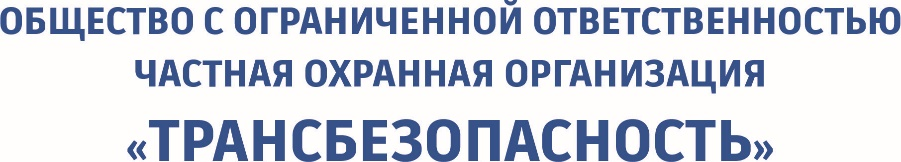 ОБЩЕСТВО С ОГРАНИЧЕННОЙ ОТВЕТСТВЕННОСТЬЮ
ЧАСТНАЯ ОХРАННАЯ ОРГАНИЗАЦИЯ
«ТРАНСБЕЗОПАСНОСТЬ»